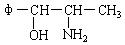 Φ-CH-CH-CH₃
OH NH₂